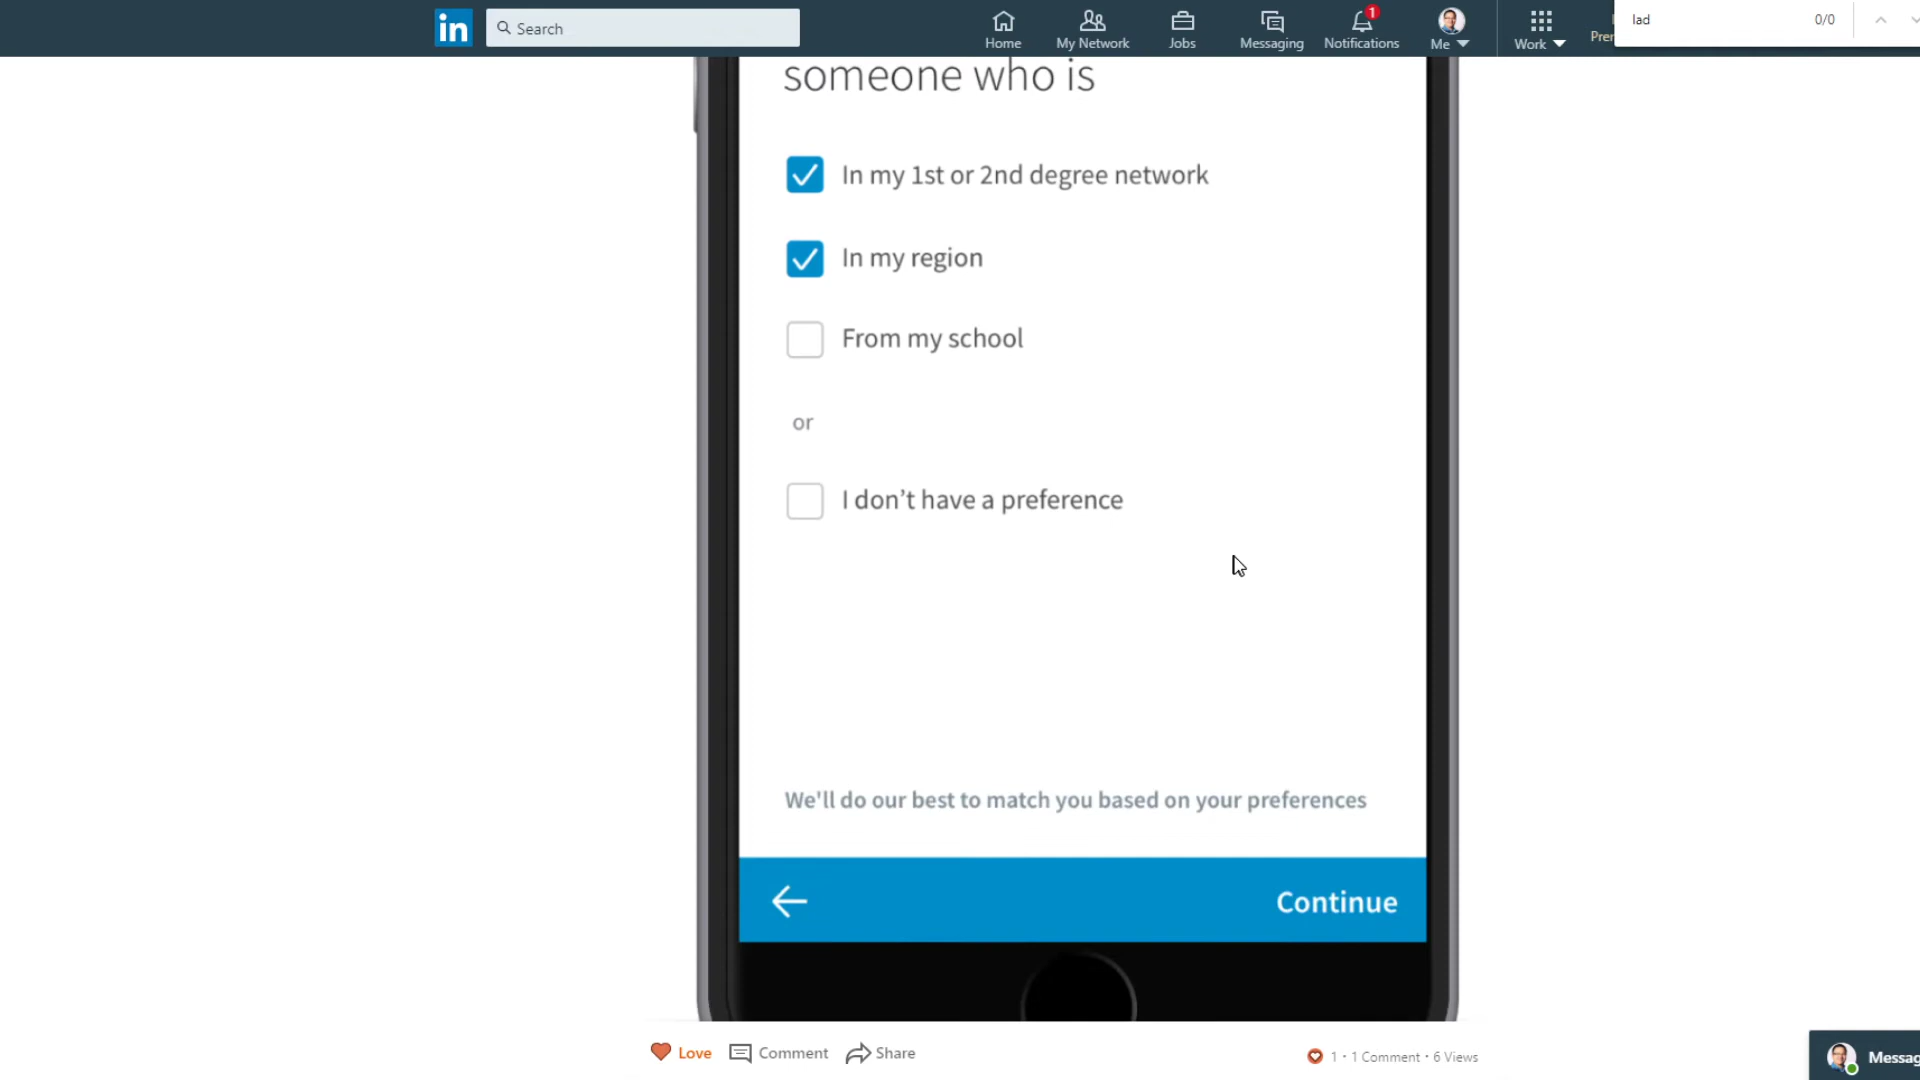 in
Search
Home
My Network
Jobs
Messaging
1
Notifications
Me
Work
lad
0/0
someone who is
In my 1st or 2nd degree network
In my region
From my school
or
I don’t have a preference
We'll do our best to match you based on your preferences
Continue
Love
Comment
Share
1 • 1 Comment • 6 Views